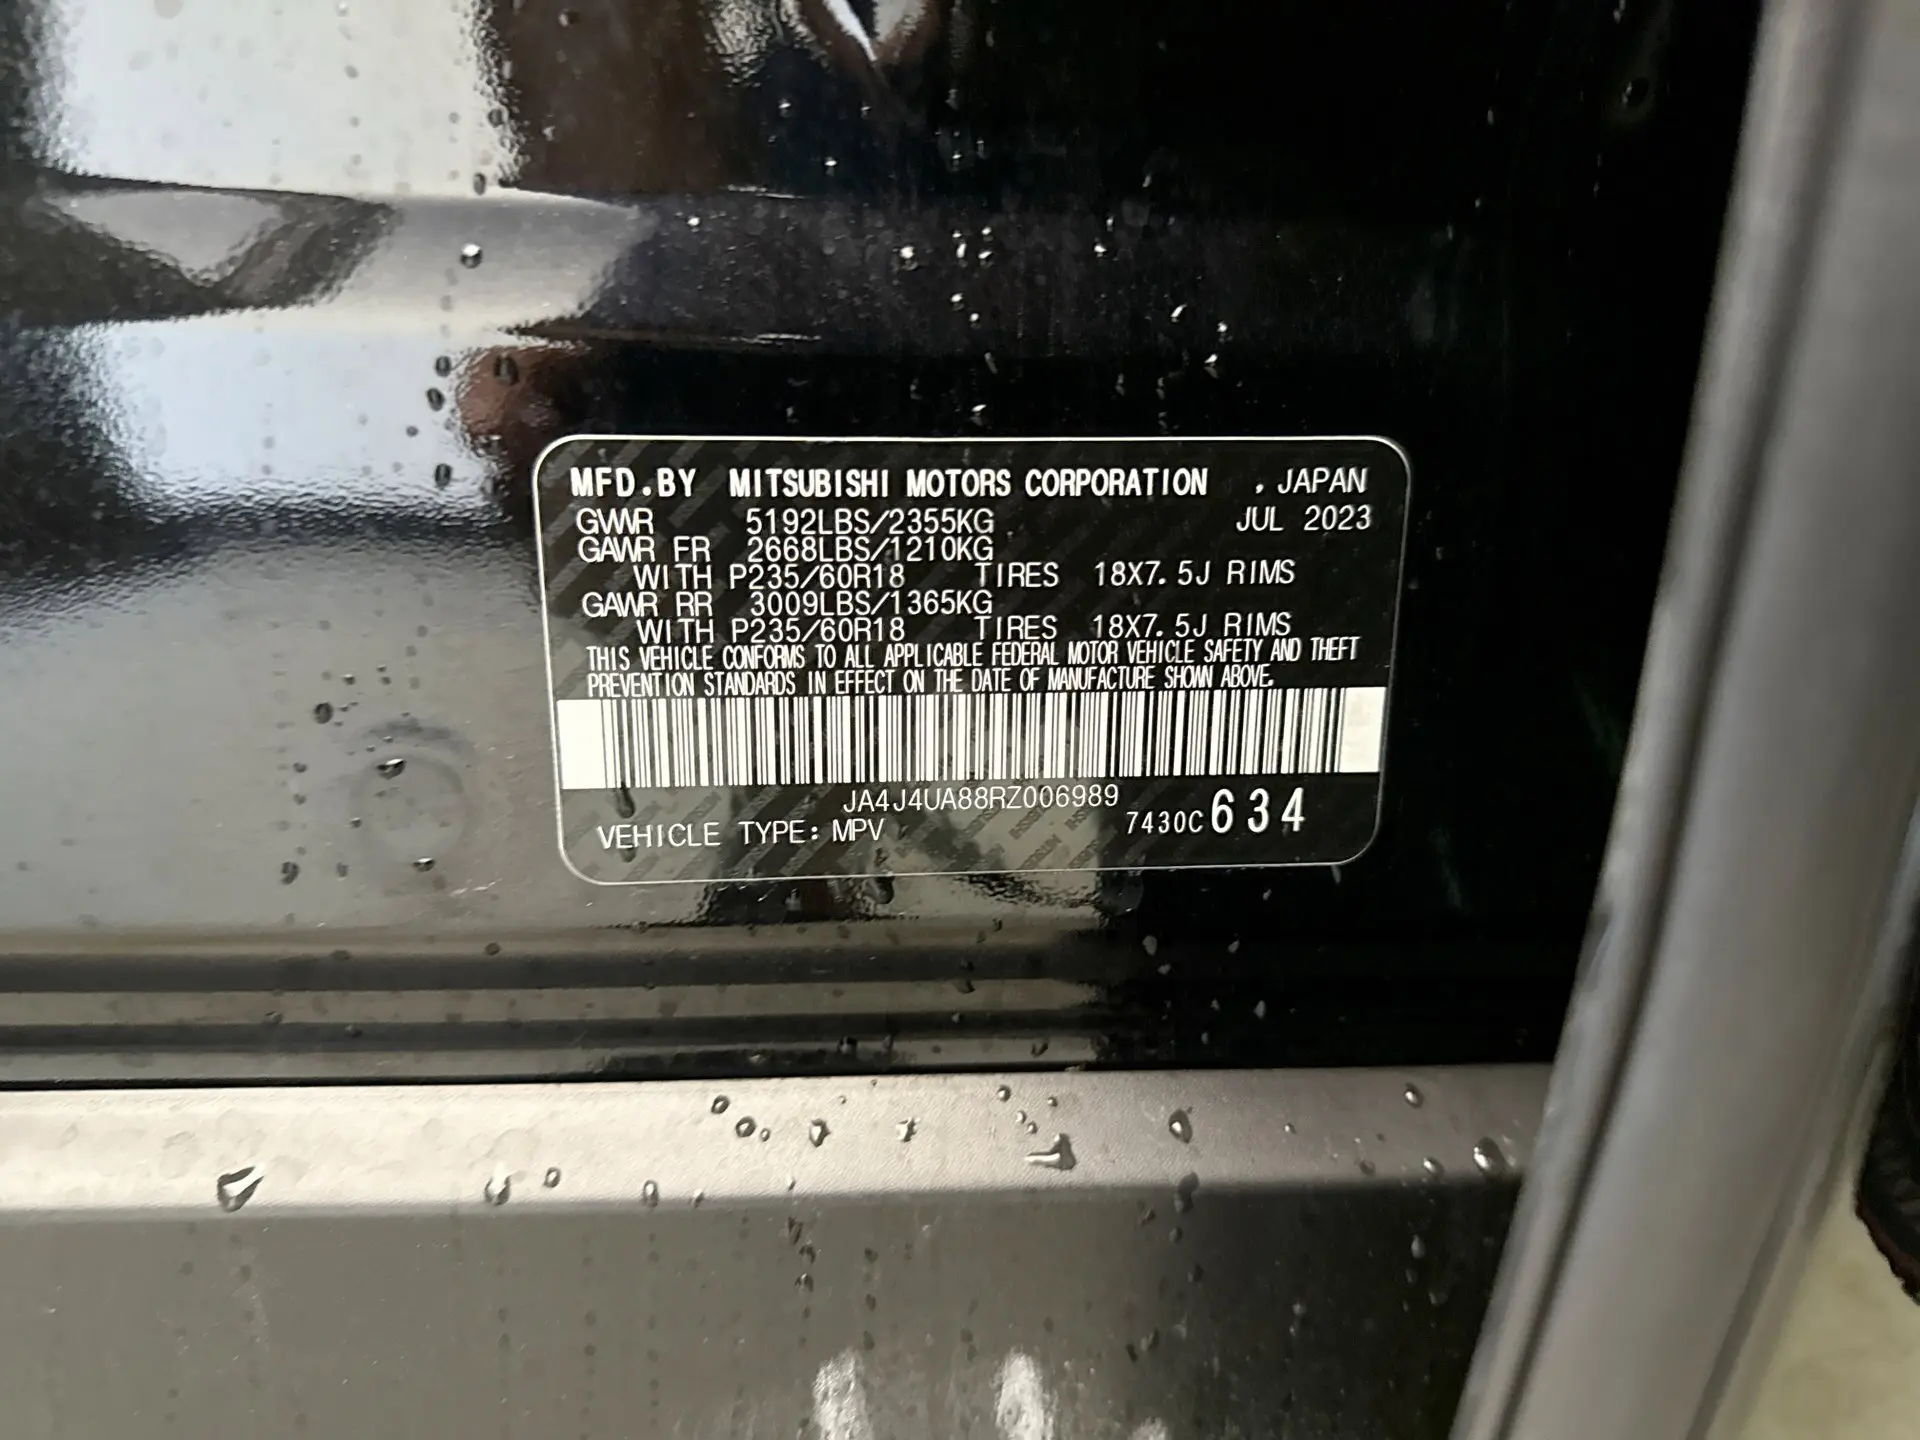 MFD.BY MITSUBISHI MOTORS CORPORATION , JAPAN
GVWR 5192LBS/2355KG JUL 2023
GAWR FR 2668LBS/1210KG
WITH P235/60R18 TIRES 18X7.5J RIMS
GAWR RR 3009LBS/1365KG
WITH P235/60R18 TIRES 18X7.5J RIMS
THIS VEHICLE CONFORMS TO ALL APPLICABLE FEDERAL MOTOR VEHICLE SAFETY AND THEFT
PREVENTION STANDARDS IN EFFECT ON THE DATE OF MANUFACTURE SHOWN ABOVE.
JA4J4UA88RZ006989
VEHICLE TYPE: MPV 7430C 634